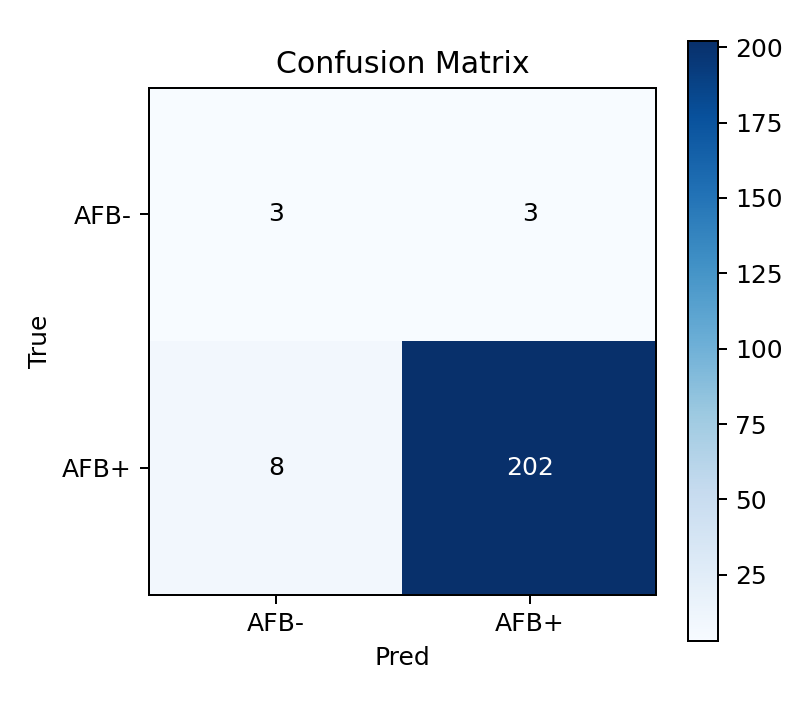 Confusion Matrix
200
175
150
125
100
75
50
25
True
AFB-
3 3
AFB+
8 202
AFB- AFB+
Pred